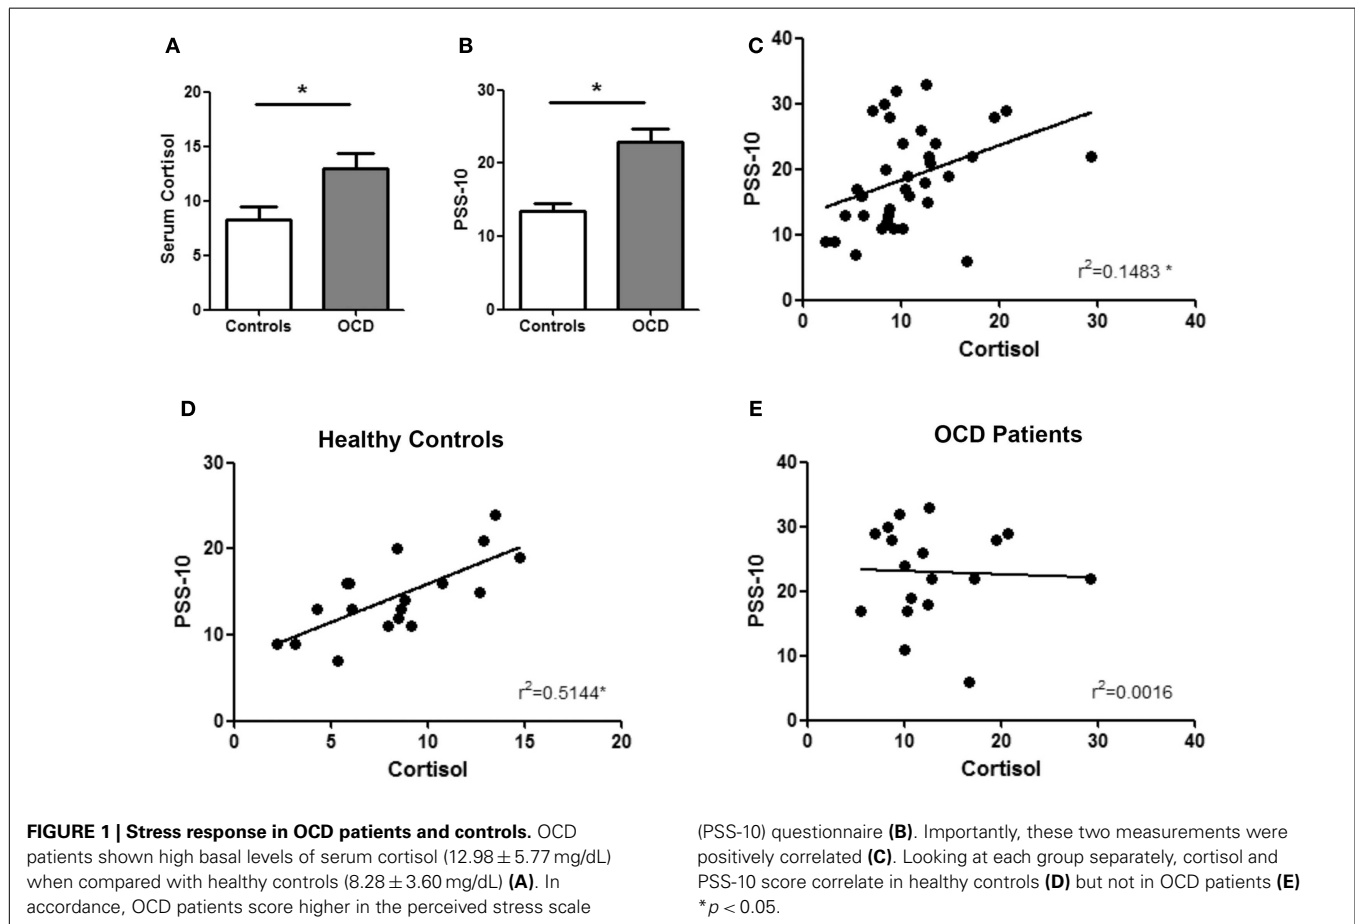 A
*
20
15
10
5
0
Serum Cortisol
Controls
OCD
B
*
30
20
10
0
PSS-10
Controls
OCD
C
40
30
20
10
0
PSS-10
0
10
20
30
40
Cortisol
r²=0.1483 *
D
Healthy Controls
30
20
10
0
PSS-10
0
5
10
15
20
Cortisol
r²=0.5144*
E
OCD Patients
40
30
20
10
0
PSS-10
0
10
20
30
40
Cortisol
r²=0.0016
FIGURE 1 | Stress response in OCD patients and controls. OCD
patients shown high basal levels of serum cortisol (12.98 ± 5.77 mg/dL)
when compared with healthy controls (8.28 ± 3.60 mg/dL) (A). In
accordance, OCD patients score higher in the perceived stress scale
(PSS-10) questionnaire (B). Importantly, these two measurements were
positively correlated (C). Looking at each group separately, cortisol and
PSS-10 score correlate in healthy controls (D) but not in OCD patients (E)
*p < 0.05.